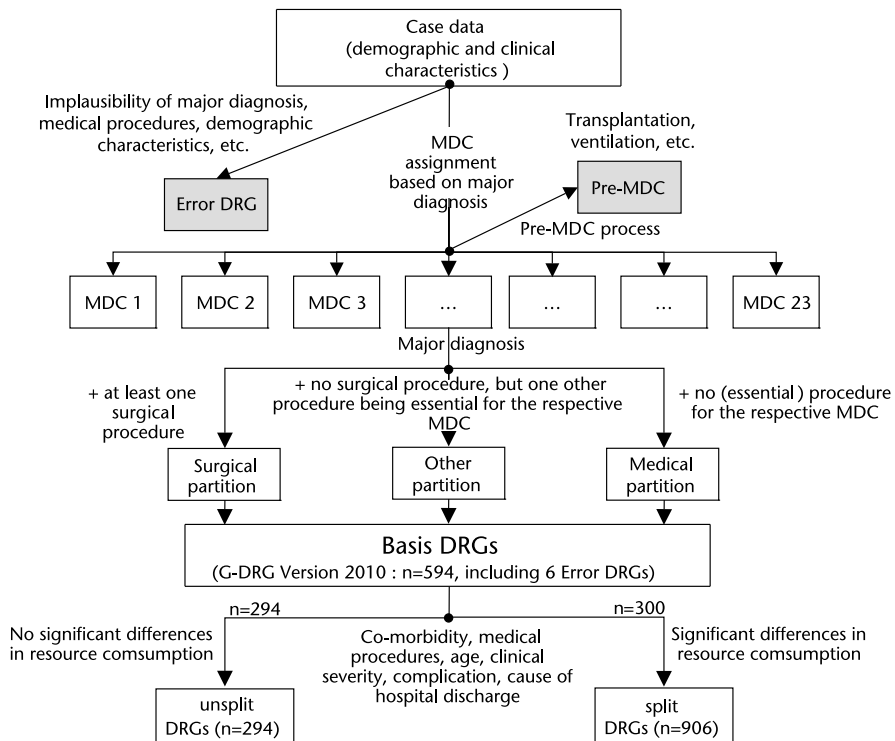 Case data
(demographic and clinical
characteristics )
Implausibility of major diagnosis,
medical procedures, demographic
characteristics, etc.
Error DRG
MDC
assignment
based on major
diagnosis
Transplantation,
ventilation, etc.
Pre-MDC
Pre-MDC process
MDC 1
MDC 2
MDC 3
...
...
...
MDC 23
Major diagnosis
+ at least one
surgical
procedure
+ no surgical procedure, but one other
procedure being essential for the respective
MDC
+ no (essential) procedure
for the respective MDC
Surgical
partition
Other
partition
Medical
partition
Basis DRGs
(G-DRG Version 2010 : n=594, including 6 Error DRGs)
n=294
n=300
No significant differences
in resource comsumption
Co-morbidity, medical
procedures, age, clinical
severity, complication, cause of
hospital discharge
Significant differences in
resource comsumption
unsplit
DRGs (n=294)
split
DRGs (n=906)